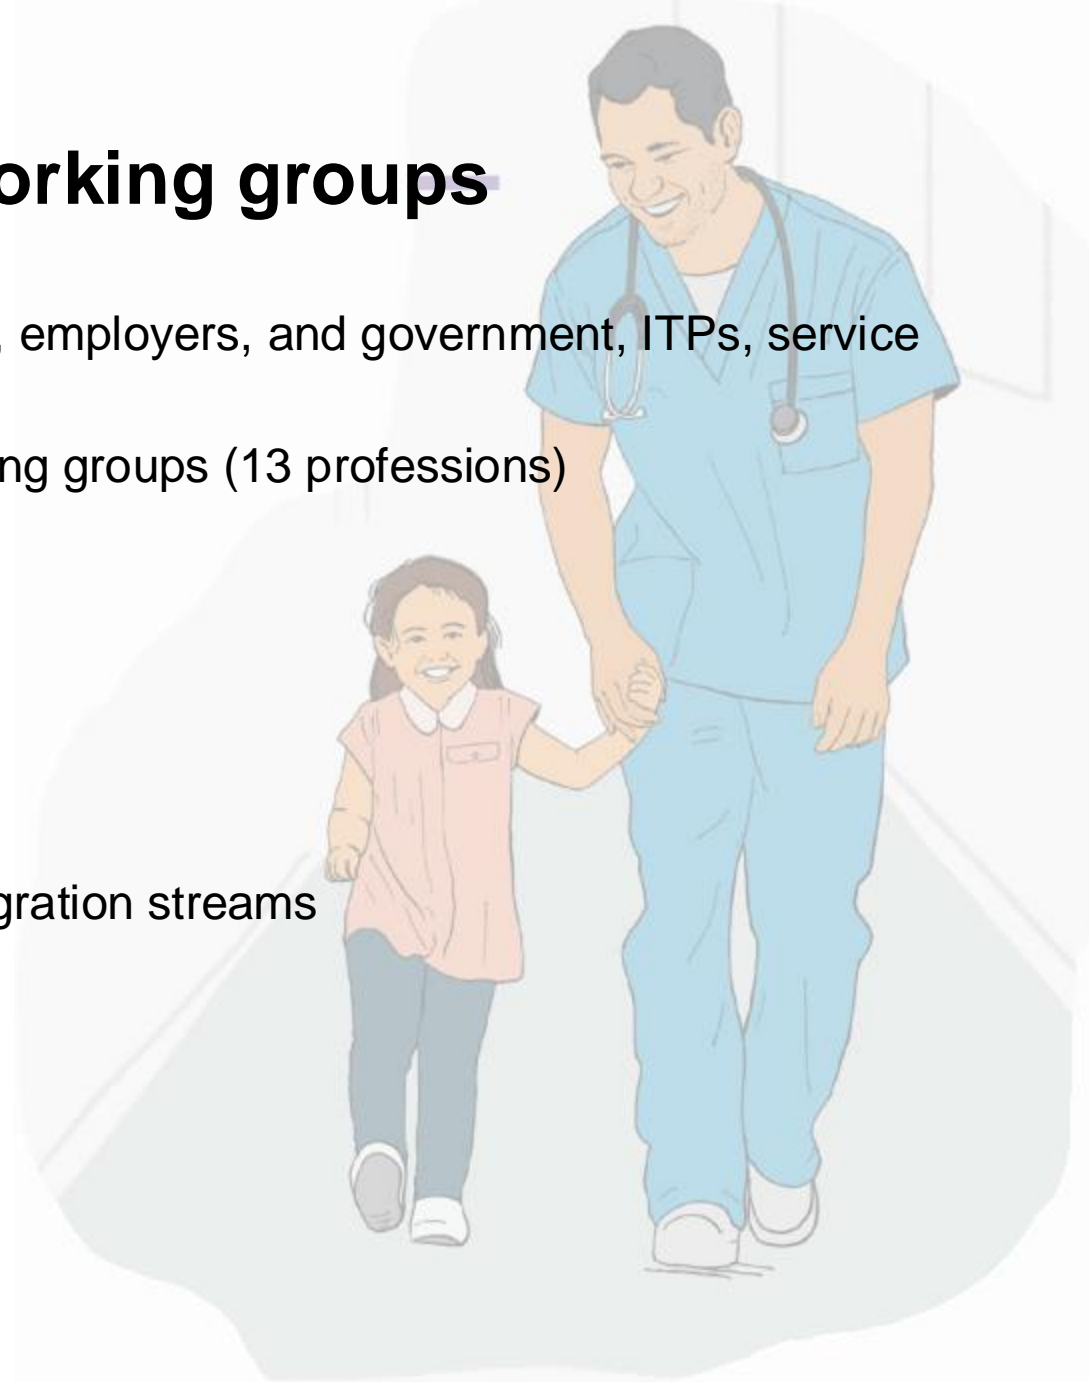 orking groups
, employers, and government, ITPs, service
ng groups (13 professions)
gration streams